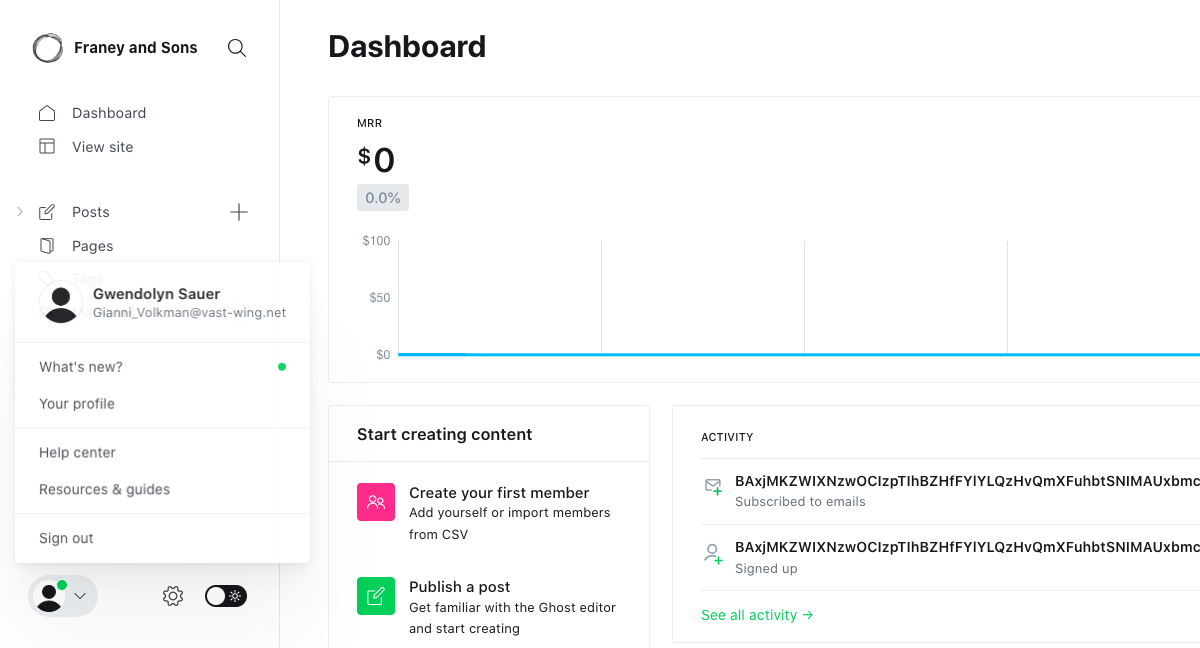 Franey and Sons
Dashboard
View site
Posts
Pages
Tags
Gwendolyn Sauer
Gianni_Volkman@vast-wing.net
What's new?
Your profile
Help center
Resources & guides
Sign out
Dashboard
MRR
$0
0.0%
$100
$50
$0
Start creating content
Create your first member
Add yourself or import members
from CSV
Publish a post
Get familiar with the Ghost editor
and start creating
ACTIVITY
Subscribed to emails
Signed up
See all activity →